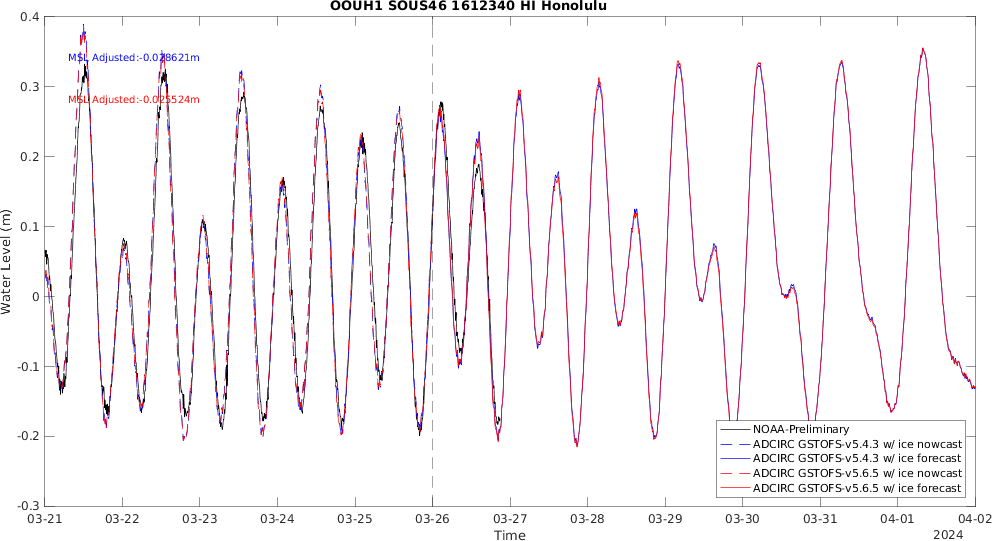 OOUH1 SOUS46 1612340 HI Honolulu
0.4
MSL Adjusted:-0.028621m
0.3
MSL Adjusted:-0.025524m
0.2
0.1
Water Level (m)
0
-0.1
-0.2
-0.3
NOAA-Preliminary
ADCIRC GSTOFS-v5.4.3 w/ ice nowcast
ADCIRC GSTOFS-v5.4.3 w/ ice forecast
ADCIRC GSTOFS-v5.6.5 w/ ice nowcast
ADCIRC GSTOFS-v5.6.5 w/ ice forecast
03-21 03-22 03-23 03-24 03-25 03-26 03-27 03-28 03-29 03-30 03-31 04-01 04-02
Time
2024